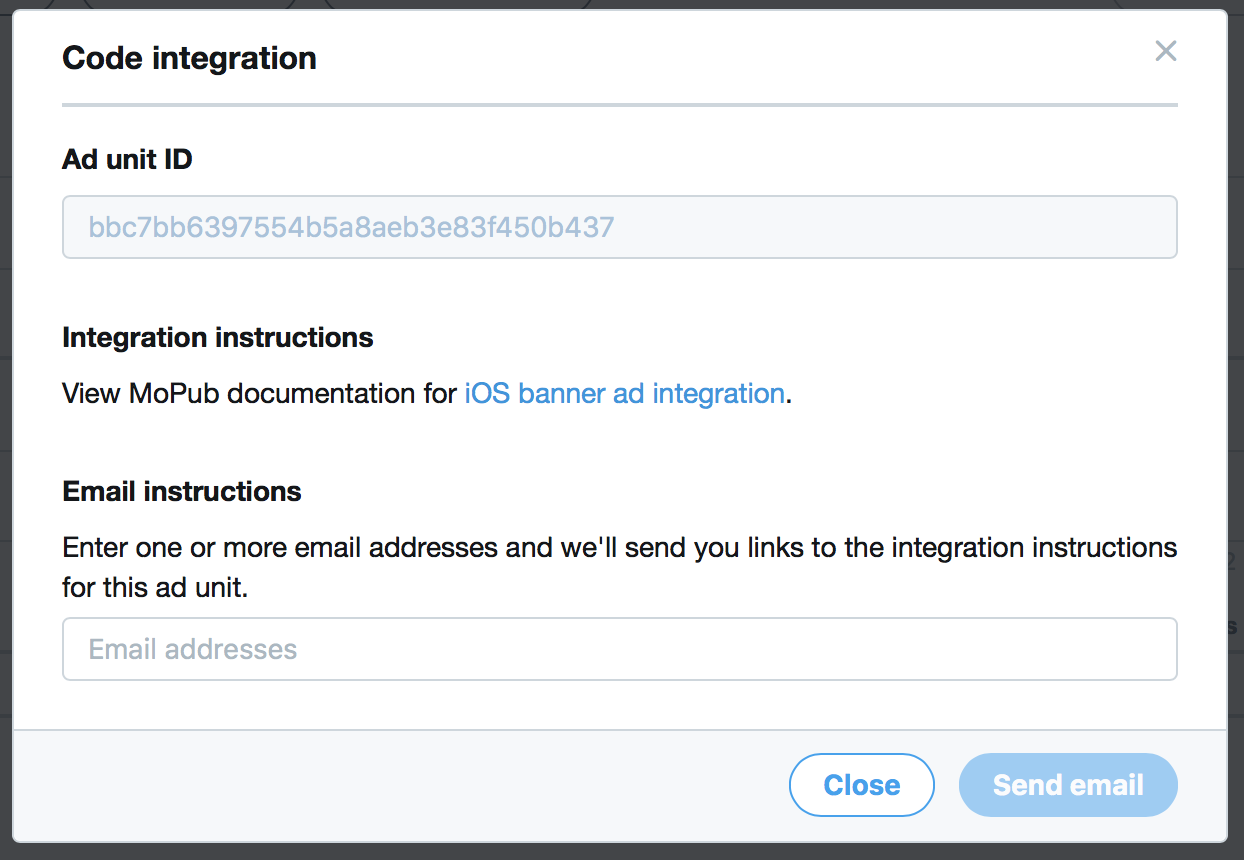 Code integration
Ad unit ID
bbc7bb6397554b5a8aeb3e83f450b437
Integration instructions
View MoPub documentation for iOS banner ad integration.
Email instructions
Enter one or more email addresses and we'll send you links to the integration instructions
for this ad unit.
Email addresses
Close
Send email